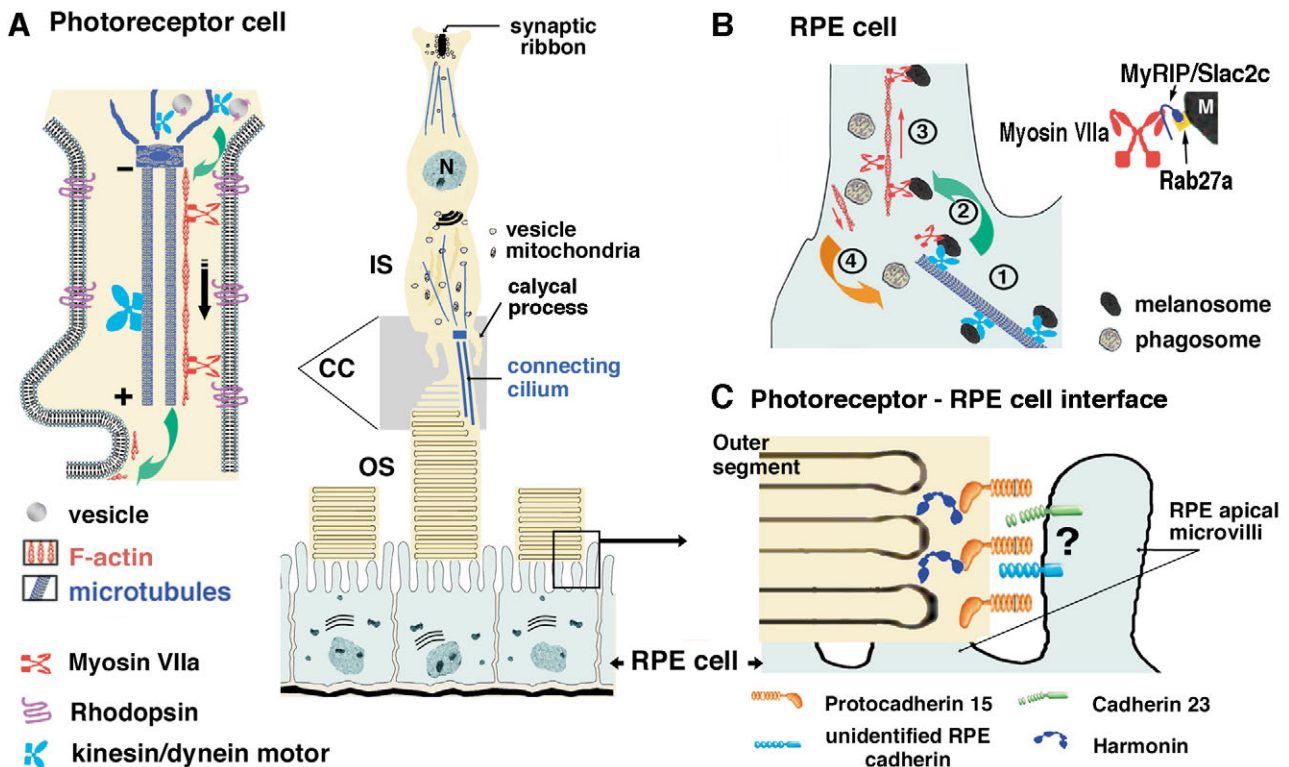 A Photoreceptor cell
synaptic
ribbon
N
vesicle
mitochondria
IS
calycal
process
CC
connecting
cilium
OS
−
+
vesicle
F-actin
microtubules
Myosin VIIa
Rhodopsin
kinesin/dynein motor
RPE cell
B RPE cell
MyRIP/Slac2c
M
Myosin VIIa
Rab27a
3
2
4
1
melanosome
phagosome
C Photoreceptor - RPE cell interface
Outer
segment
?
RPE apical
microvilli
Protocadherin 15
Cadherin 23
unidentified RPE
cadherin
Harmonin